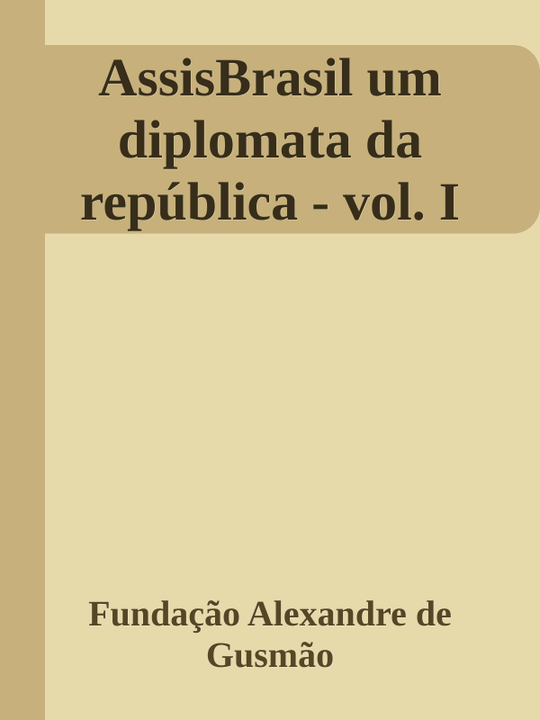 AssisBrasil um
diplomata da
república - vol. I
Fundação Alexandre de
Gusmão